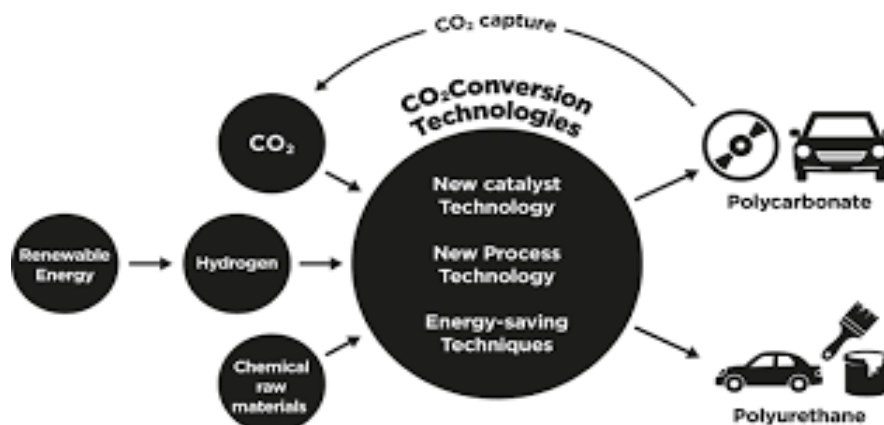 CO₂ capture
CO₂Conversion
Technologies
CO₂
New catalyst
Technology
Polycarbonate
Renewable
Energy
Hydrogen
New Process
Technology
Energy-saving
Techniques
Chemical
raw
materials
Polyurethane